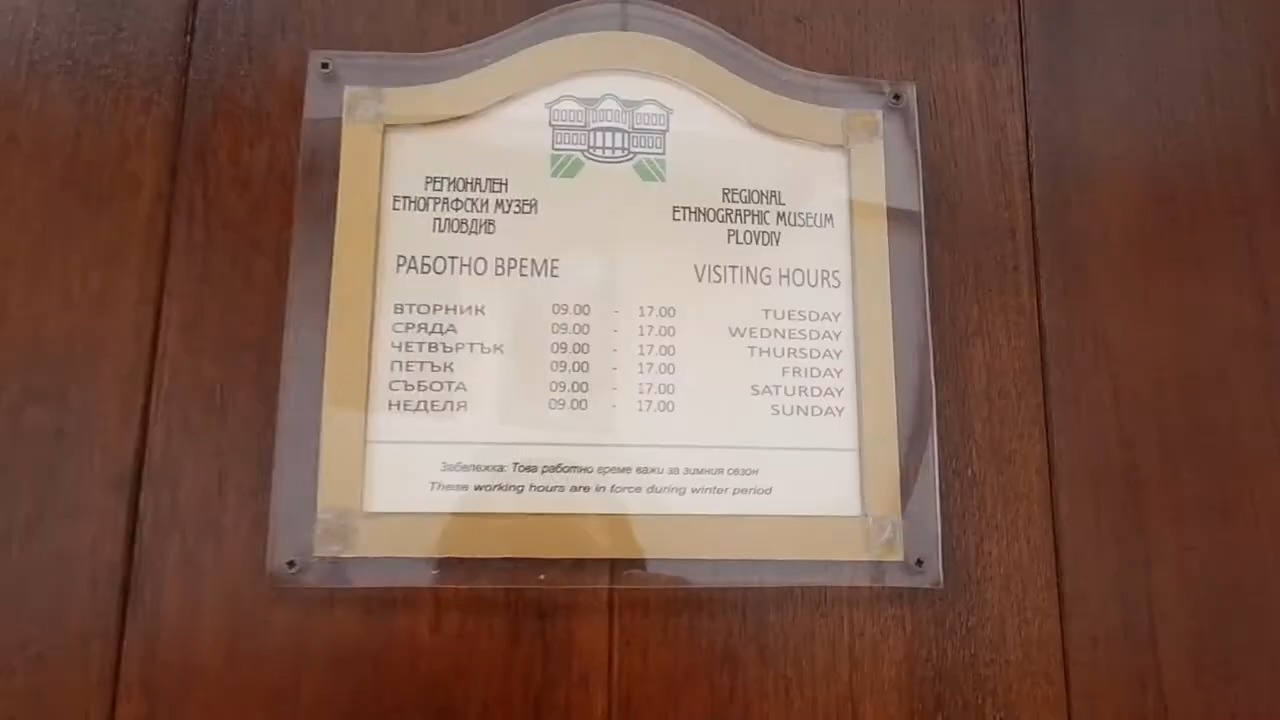 РЕГИОНАЛЕН
ЕТНОГРАФСКИ МУЗЕЙ
ПЛОВДИВ
REGIONAL
ETHNOGRAPHIC MUSEUM
PLOVDIV
РАБОТНО ВРЕМЕ VISITING HOURS
ВТОРНИК 09.00 - 17.00 TUESDAY
СРЯДА 09.00 - 17.00 WEDNESDAY
ЧЕТВЪРТЪК 09.00 - 17.00 THURSDAY
ПЕТЪК 09.00 - 17.00 FRIDAY
СЪБОТА 09.00 - 17.00 SATURDAY
НЕДЕЛЯ 09.00 - 17.00 SUNDAY
Забележка: Това работно време важи за зимния сезон
These working hours are in force during winter period